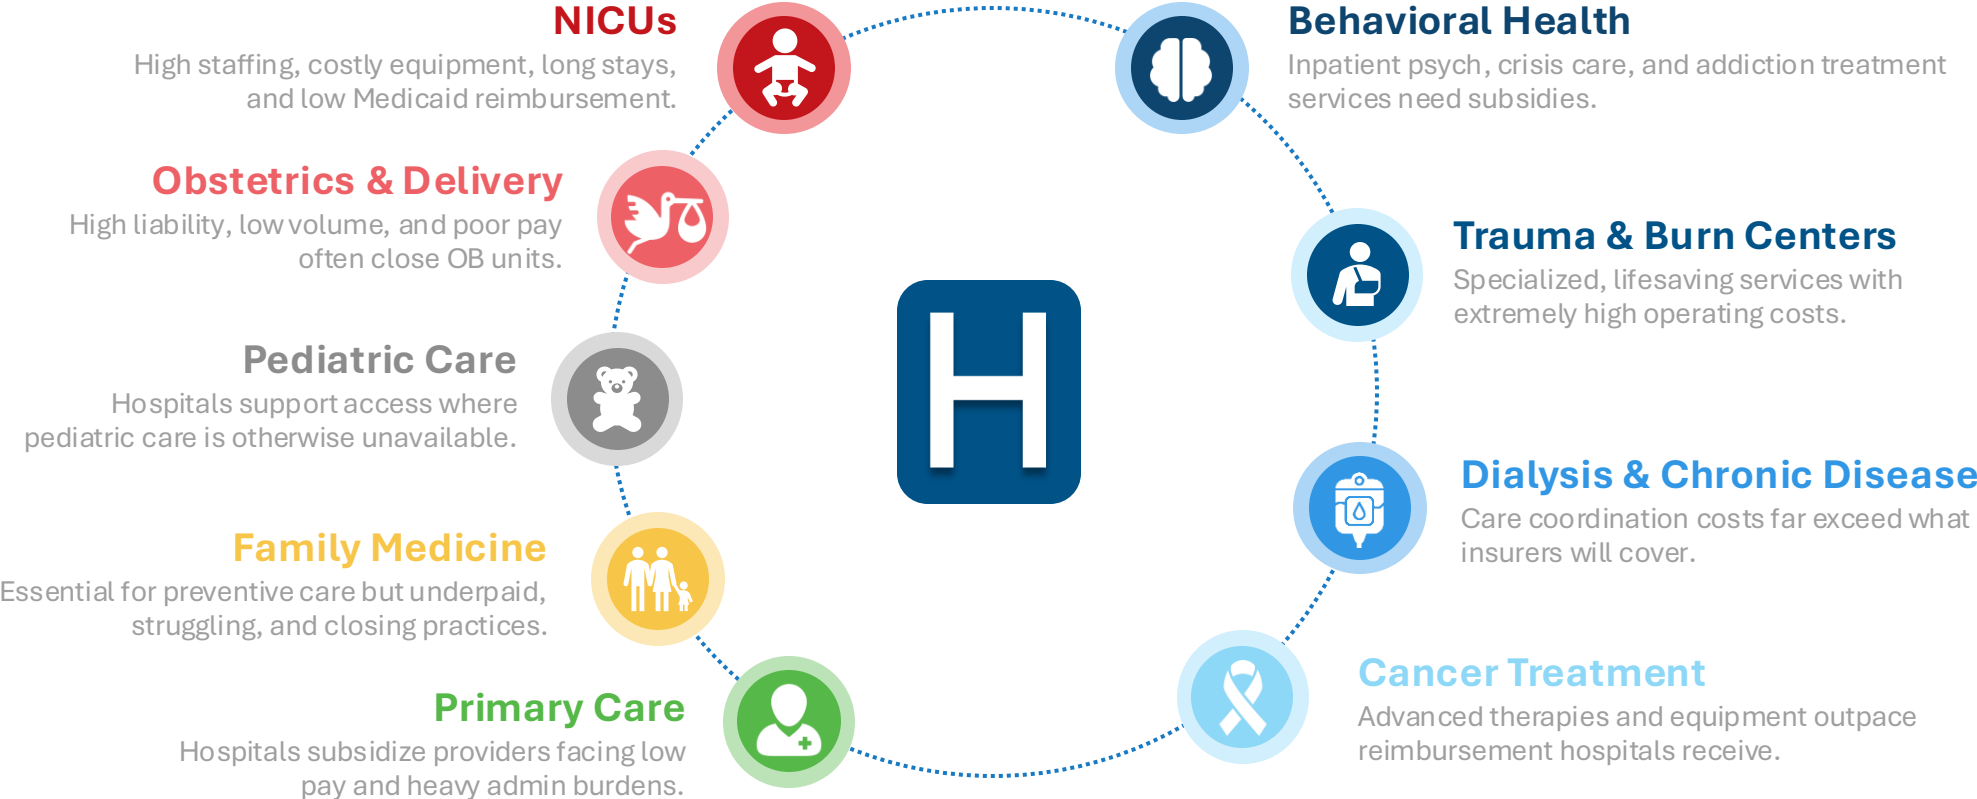 NICUs
High staffing, costly equipment, long stays,
and low Medicaid reimbursement.
Obstetrics & Delivery
High liability, low volume, and poor pay
often close OB units.
Pediatric Care
Hospitals support access where
pediatric care is otherwise unavailable.
Family Medicine
Essential for preventive care but underpaid,
struggling, and closing practices.
Primary Care
Hospitals subsidize providers facing low
pay and heavy admin burdens.
H
Behavioral Health
Inpatient psych, crisis care, and addiction treatment
services need subsidies.
Trauma & Burn Centers
Specialized, lifesaving services with
extremely high operating costs.
Dialysis & Chronic Disease
Care coordination costs far exceed what
insurers will cover.
Cancer Treatment
Advanced therapies and equipment outpace
reimbursement hospitals receive.